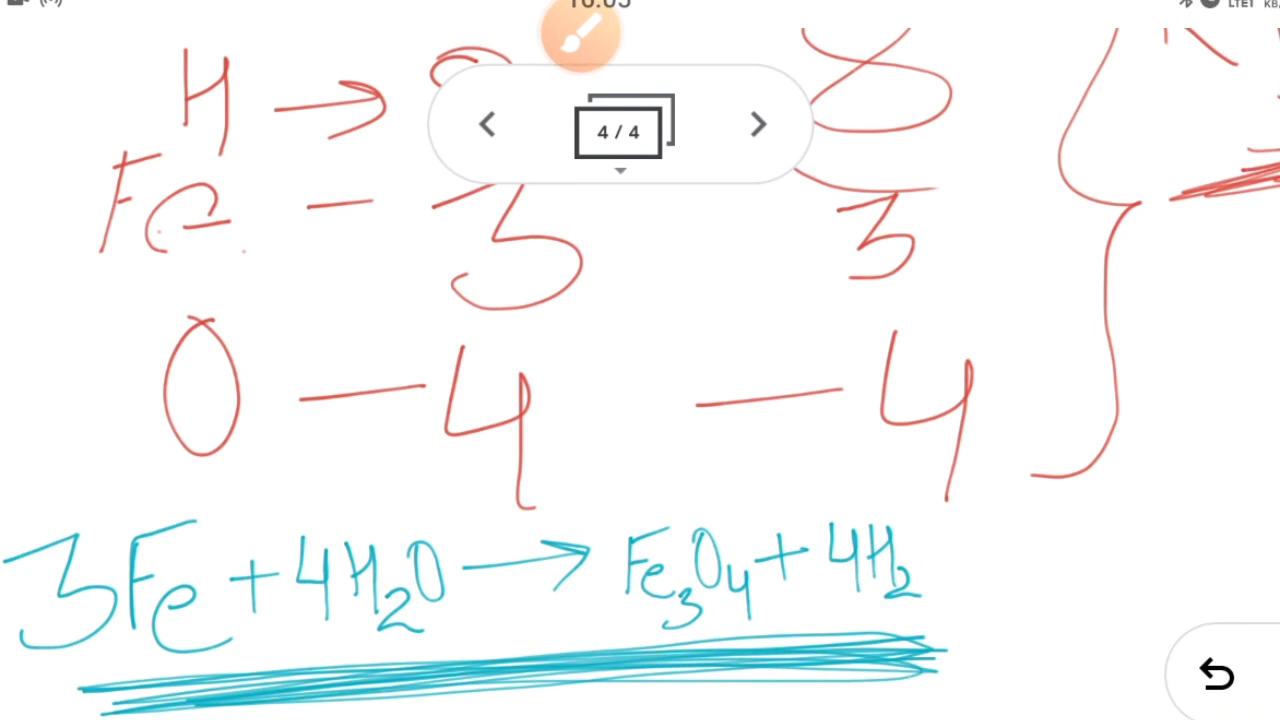 H → 8
4 / 4
Fe - 3 3
O — 4 — 4
3Fe + 4H₂O → Fe₃O₄ + 4H₂